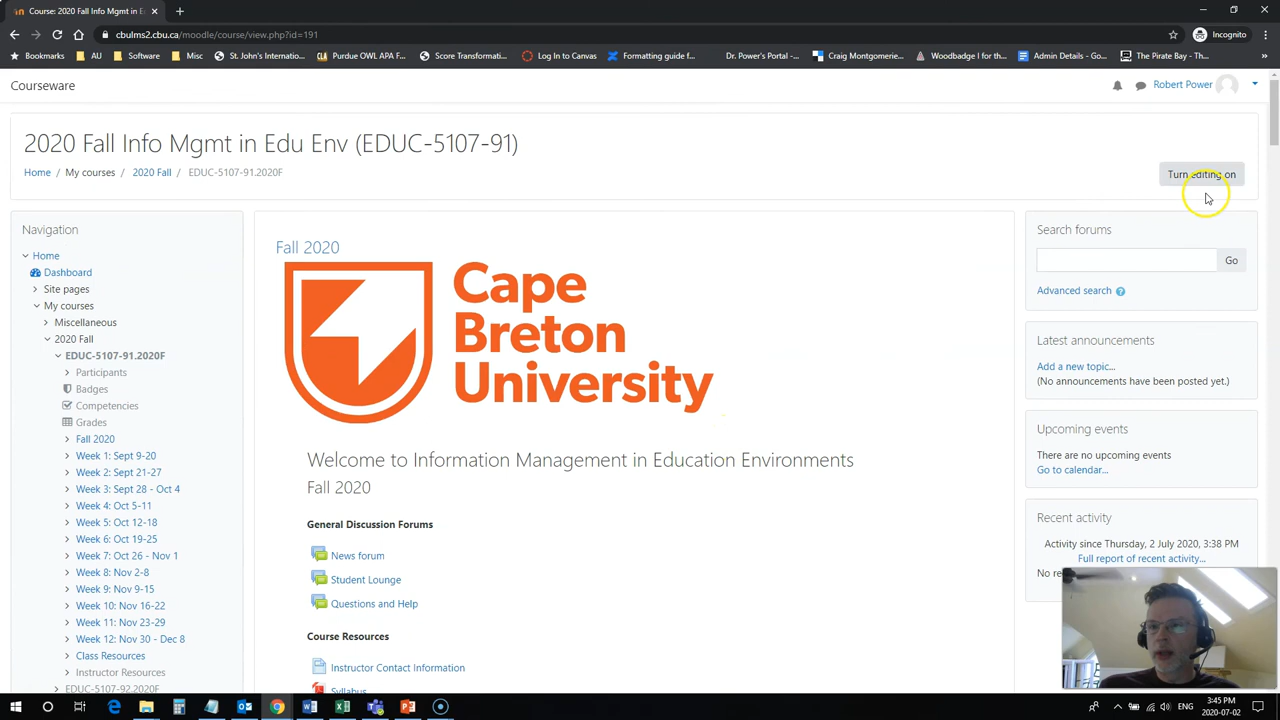 Course: 2020 Fall Info Mgmt in E
cbulms2.cbu.ca/moodle/course/view.php?id=191
Incognito
Bookmarks
AU
Software
Misc
St. John's Internatio...
Purdue OWL APA F...
Score Transformati...
Log In to Canvas
Formatting guide f...
Dr. Power's Portal -...
Craig Montgomerie...
Woodbadge I for th...
Admin Details - Go...
The Pirate Bay - Th...
Courseware
Robert Power
2020 Fall Info Mgmt in Edu Env (EDUC-5107-91)
Home / My courses / 2020 Fall / EDUC-5107-91.2020F
Turn editing on
Navigation
Home
Dashboard
Site pages
My courses
Miscellaneous
2020 Fall
EDUC-5107-91.2020F
Participants
Badges
Competencies
Grades
Fall 2020
Week 1: Sept 9-20
Week 2: Sept 21-27
Week 3: Sept 28 - Oct 4
Week 4: Oct 5-11
Week 5: Oct 12-18
Week 6: Oct 19-25
Week 7: Oct 26 - Nov 1
Week 8: Nov 2-8
Week 9: Nov 9-15
Week 10: Nov 16-22
Week 11: Nov 23-29
Week 12: Nov 30 - Dec 8
Class Resources
Instructor Resources
EDUC-5107-92.2020F
Fall 2020
Cape
Breton
University
Welcome to Information Management in Education Environments
Fall 2020
General Discussion Forums
News forum
Student Lounge
Questions and Help
Course Resources
Instructor Contact Information
Syllabus
Search forums
Go
Advanced search
Latest announcements
Add a new topic...
(No announcements have been posted yet.)
Upcoming events
There are no upcoming events
Go to calendar...
Recent activity
Activity since Thursday, 2 July 2020, 3:38 PM
Full report of recent activity...
No re
ENG
3:45 PM
2020-07-02